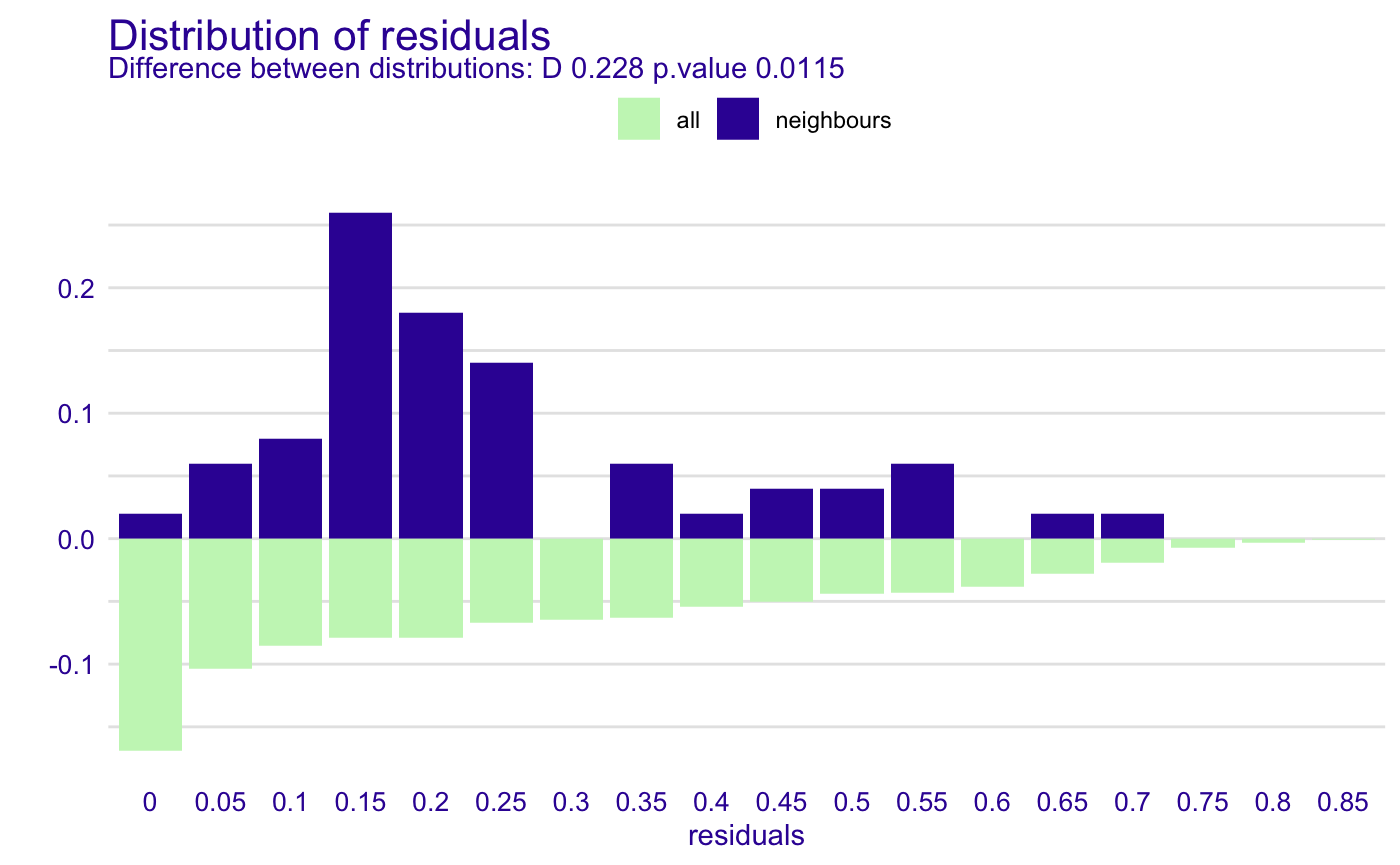 Distribution of residuals
Difference between distributions: D 0.228 p.value 0.0115
all neighbours
0.2
0.1
0.0
-0.1
0 0.05 0.1 0.15 0.2 0.25 0.3 0.35 0.4 0.45 0.5 0.55 0.6 0.65 0.7 0.75 0.8 0.85
residuals